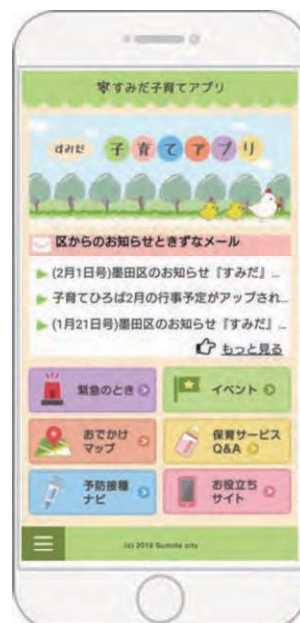 すみだ子育てアプリ
すみだ 子育てアプリ
区からのお知らせときずなメール
(2月1日号)墨田区のお知らせ『すみだ』...
子育てひろば2月の行事予定がアップされ...
(1月21日号)墨田区のお知らせ『すみだ』...
もっと見る
緊急のとき
イベント
おでかけ
マップ
保育サービス
Q&A
予防接種
ナビ
お役立ち
サイト
(c) 2018 Sumida city